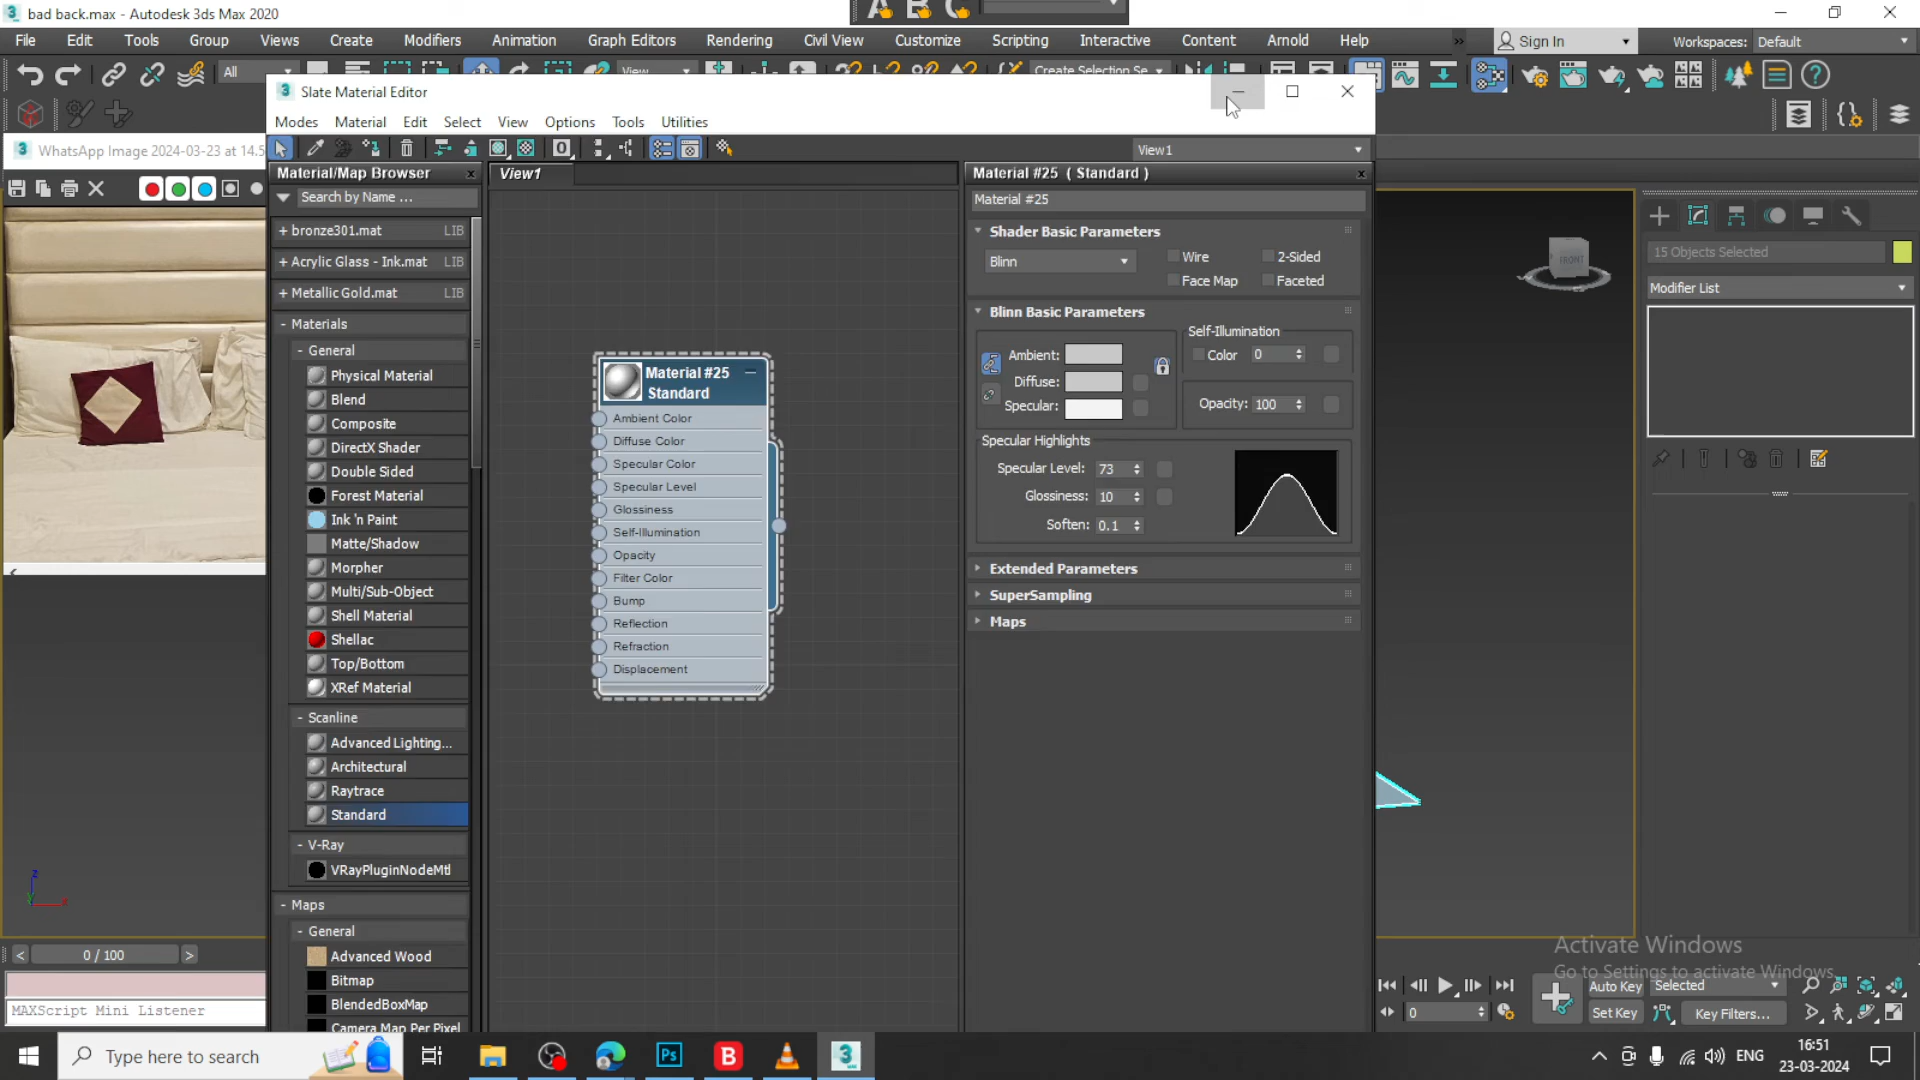 bad back.max - Autodesk 3ds Max 2020
File Edit Tools Group Views Create Modifiers Animation Graph Editors Rendering Civil View Customize Scripting Interactive Content Arnold Help
Sign In
Workspaces: Default
All
View
Create Selection Se
Slate Material Editor
Modes Material Edit Select View Options Tools Utilities
View1
WhatsApp Image 2024-03-23 at 14.5
Material/Map Browser
Search by Name ...
+ bronze301.mat LIB
+ Acrylic Glass - Ink.mat LIB
+ Metallic Gold.mat LIB
- Materials
- General
Physical Material
Blend
Composite
DirectX Shader
Double Sided
Forest Material
Ink 'n Paint
Matte/Shadow
Morpher
Multi/Sub-Object
Shell Material
Shellac
Top/Bottom
XRef Material
- Scanline
Advanced Lighting...
Architectural
Raytrace
Standard
- V-Ray
VRayPluginNodeMtl
- Maps
- General
Advanced Wood
Bitmap
BlendedBoxMap
Camera Map Per Pixel
View1
Material #25
Standard
Ambient Color
Diffuse Color
Specular Color
Specular Level
Glossiness
Self-Illumination
Opacity
Filter Color
Bump
Reflection
Refraction
Displacement
Material #25 ( Standard )
Material #25
Shader Basic Parameters
Blinn
Wire 2-Sided
Face Map Faceted
Blinn Basic Parameters
Self-Illumination
Ambient:
Color 0
Diffuse:
Specular:
Opacity: 100
Specular Highlights
Specular Level: 73
Glossiness: 10
Soften: 0.1
Extended Parameters
SuperSampling
Maps
FRONT
15 Objects Selected
Modifier List
z
x
0 / 100
MAXScript Mini Listener
Activate Windows
Go to Settings to activate Windows.
Auto Key Selected
0
Set Key Key Filters...
Type here to search
Ps
B
3
ENG
16:51
23-03-2024